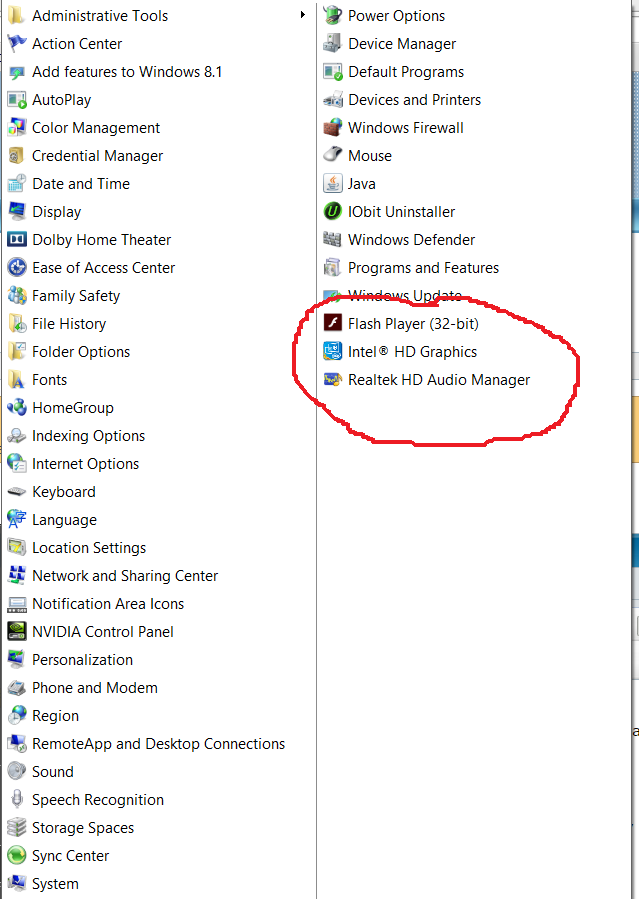 Administrative Tools
Action Center
Add features to Windows 8.1
AutoPlay
Color Management
Credential Manager
Date and Time
Display
Dolby Home Theater
Ease of Access Center
Family Safety
File History
Folder Options
Fonts
HomeGroup
Indexing Options
Internet Options
Keyboard
Language
Location Settings
Network and Sharing Center
Notification Area Icons
NVIDIA Control Panel
Personalization
Phone and Modem
Region
RemoteApp and Desktop Connections
Sound
Speech Recognition
Storage Spaces
Sync Center
System
Power Options
Device Manager
Default Programs
Devices and Printers
Windows Firewall
Mouse
Java
IObit Uninstaller
Windows Defender
Programs and Features
Windows Update
Flash Player (32-bit)
Intel® HD Graphics
Realtek HD Audio Manager